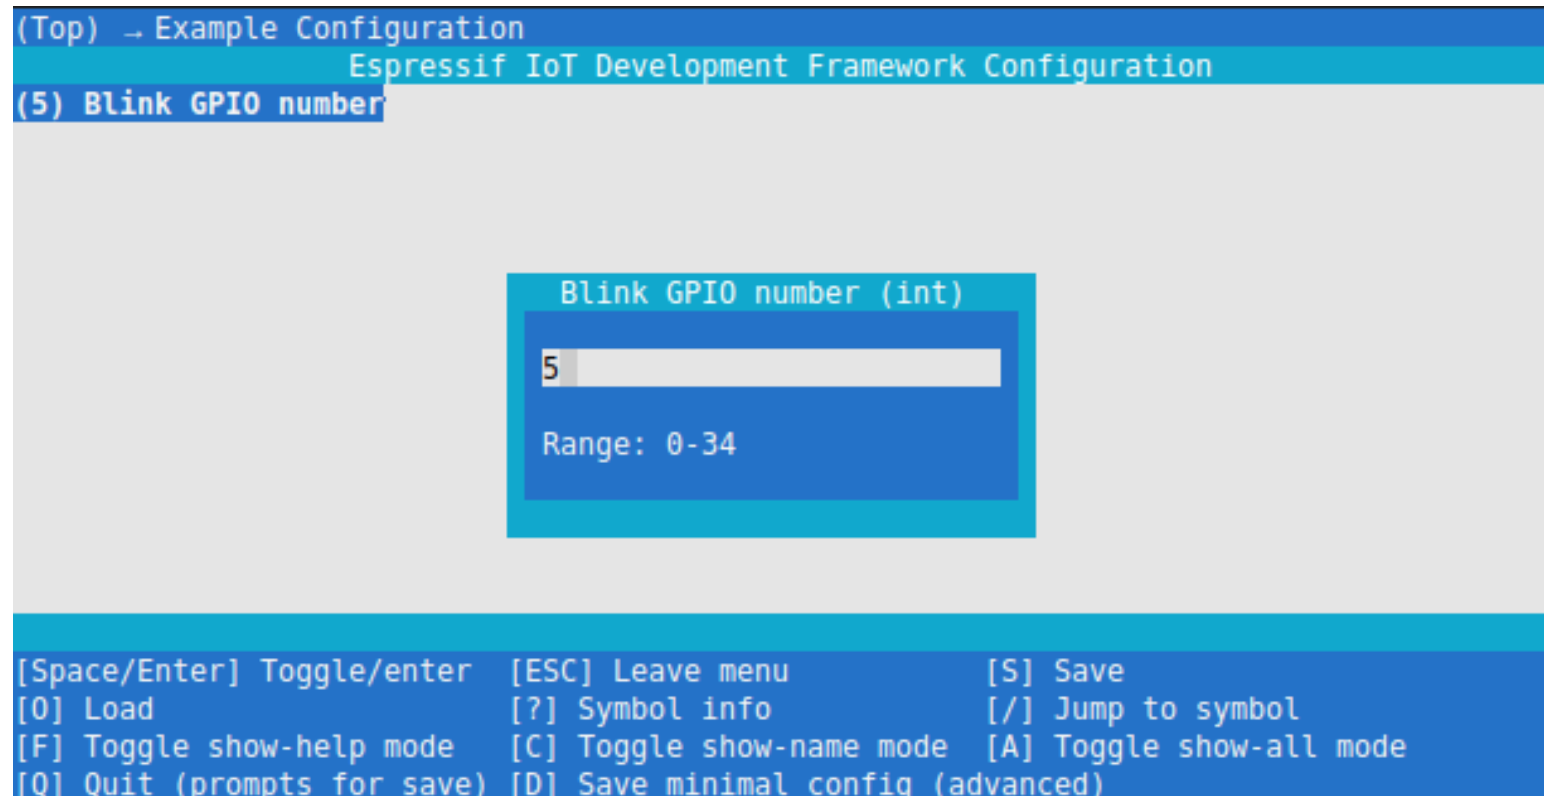 (Top) → Example Configuration
Espressif IoT Development Framework Configuration
(5) Blink GPIO number
Blink GPIO number (int)
5
Range: 0-34
[Space/Enter] Toggle/enter [ESC] Leave menu [S] Save
[O] Load [?] Symbol info [/] Jump to symbol
[F] Toggle show-help mode [C] Toggle show-name mode [A] Toggle show-all mode
[Q] Quit (prompts for save) [D] Save minimal config (advanced)